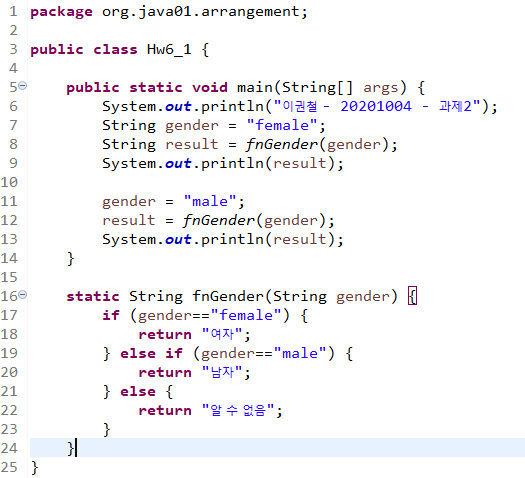 1 package org.java01.arrangement;
2
3 public class Hw6_1 {
4
5     public static void main(String[] args) {
6         System.out.println("이권철 - 20201004 - 과제2");
7         String gender = "female";
8         String result = fnGender(gender);
9         System.out.println(result);
10
11         gender = "male";
12         result = fnGender(gender);
13         System.out.println(result);
14     }
15
16     static String fnGender(String gender) {
17         if (gender=="female") {
18             return "여자";
19         } else if (gender=="male") {
20             return "남자";
21         } else {
22             return "알 수 없음";
23         }
24     }
25 }